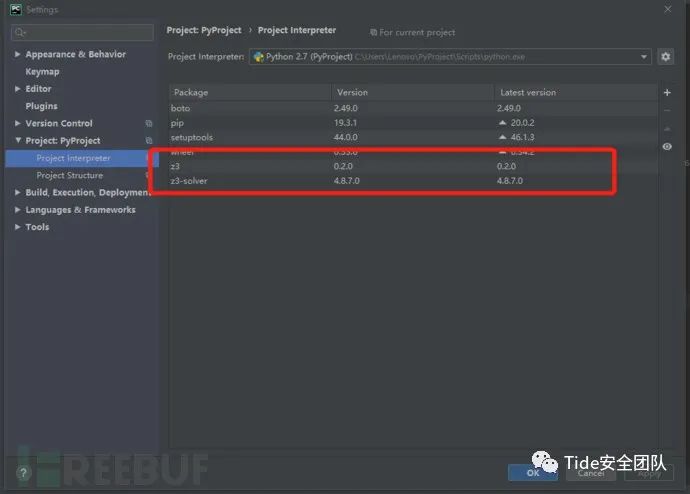 PC Settings
Project: PyProject › Project Interpreter For current project
Appearance & Behavior
Keymap
Editor
Plugins
Version Control
Project: PyProject
Project Interpreter
Project Structure
Build, Execution, Deployment
Languages & Frameworks
Tools
Project Interpreter: Python 2.7 (PyProject) C:\Users\Lenovo\PyProject\Scripts\python.exe
Package Version Latest version
boto 2.49.0 2.49.0
pip 19.3.1 20.0.2
setuptools 44.0.0 46.1.3
wheel 0.33.0 0.34.2
z3 0.2.0 0.2.0
z3-solver 4.8.7.0 4.8.7.0
REEBUF
Tide安全团队
? OK Cancel Apply